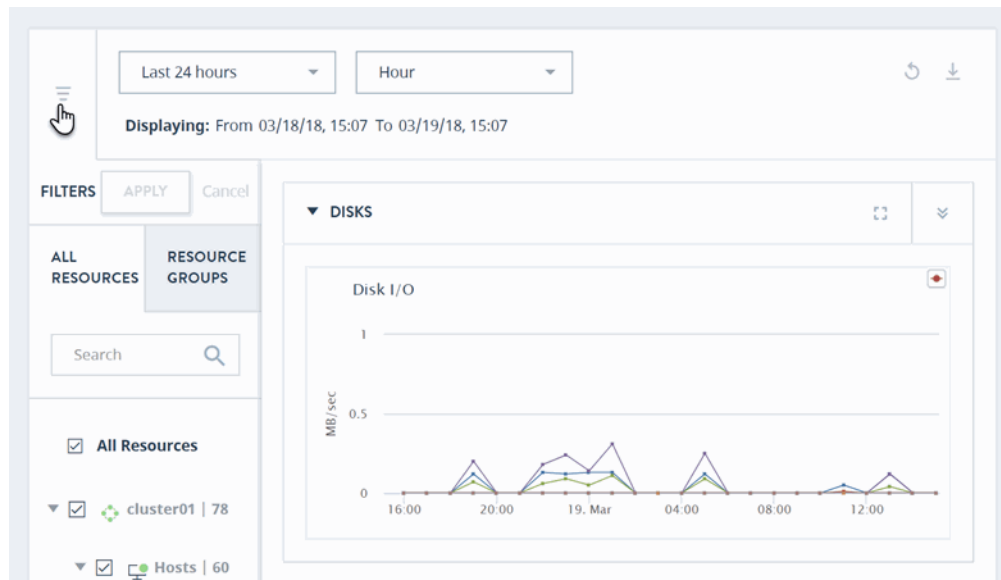 Last 24 hours
Hour
Displaying: From 03/18/18, 15:07 To 03/19/18, 15:07
FILTERS
APPLY
Cancel
ALL
RESOURCES
RESOURCE
GROUPS
Search
All Resources
cluster01 | 78
Hosts | 60
DISKS
Disk I/O
1
0.5
0
MB/sec
16:00
20:00
19. Mar
04:00
08:00
12:00